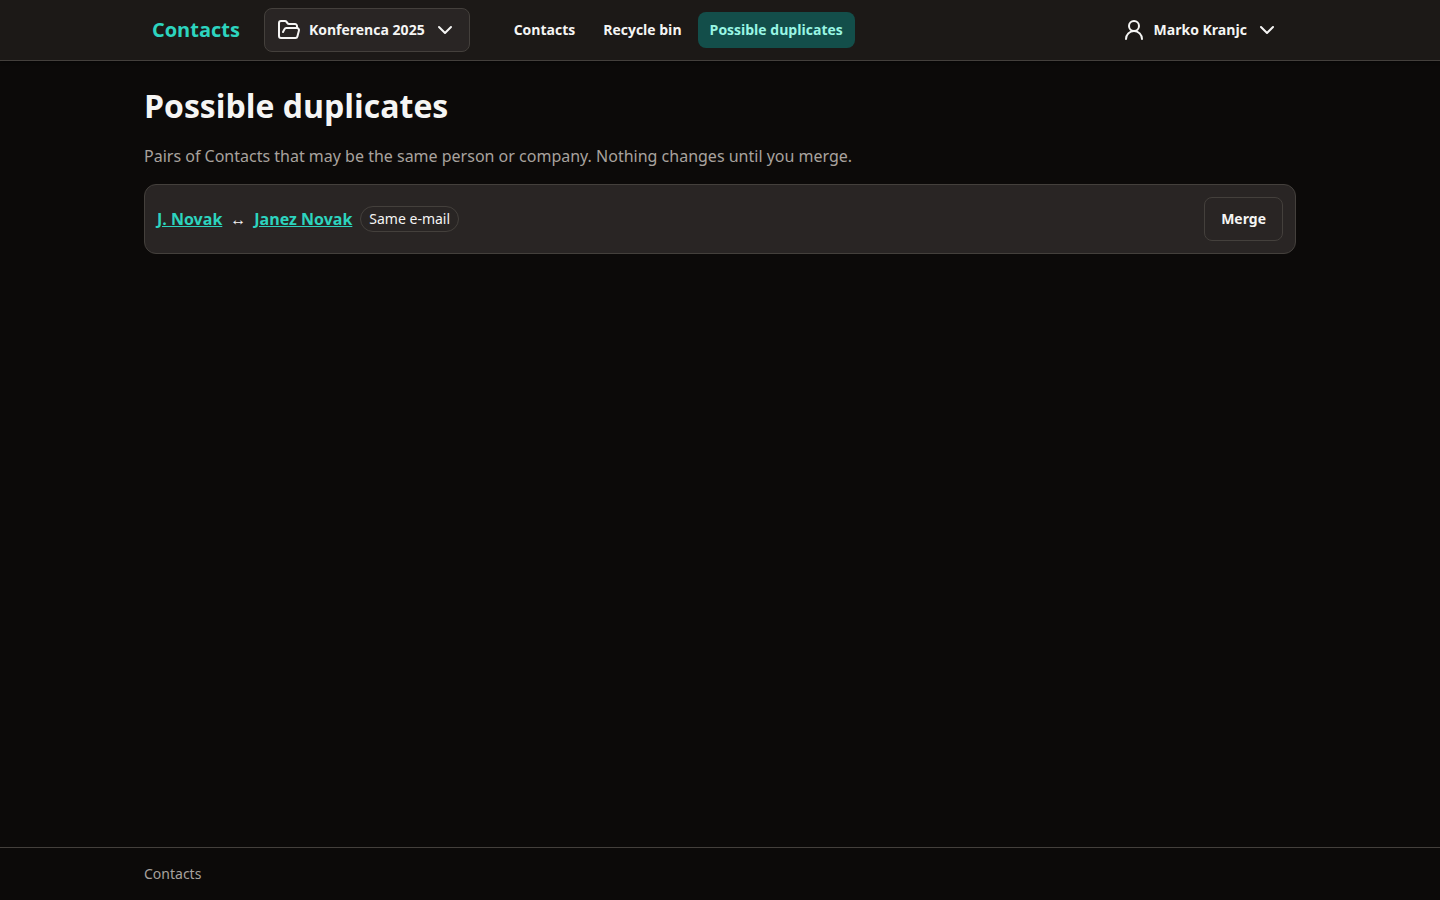 Contacts
Konferenca 2025
Contacts
Recycle bin
Possible duplicates
Marko Kranjc
Possible duplicates
Pairs of Contacts that may be the same person or company. Nothing changes until you merge.
J. Novak ↔ Janez Novak Same e-mail
Merge
Contacts